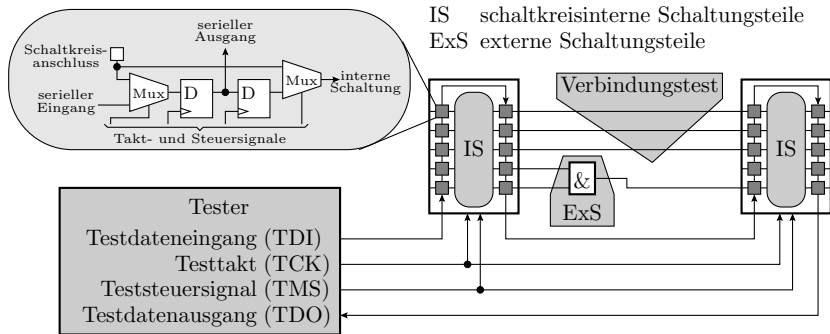 serieller
Ausgang
Schaltkreis-
anschluss
Mux
D
D
Mux
interne
Schaltung
serieller
Eingang
Takt- und Steuersignale
IS schaltkreisinterne Schaltungsteile
ExS externe Schaltungsteile
Verbindungstest
IS
IS
&
ExS
Tester
Testdateneingang (TDI)
Testtakt (TCK)
Teststeuersignal (TMS)
Testdatenausgang (TDO)